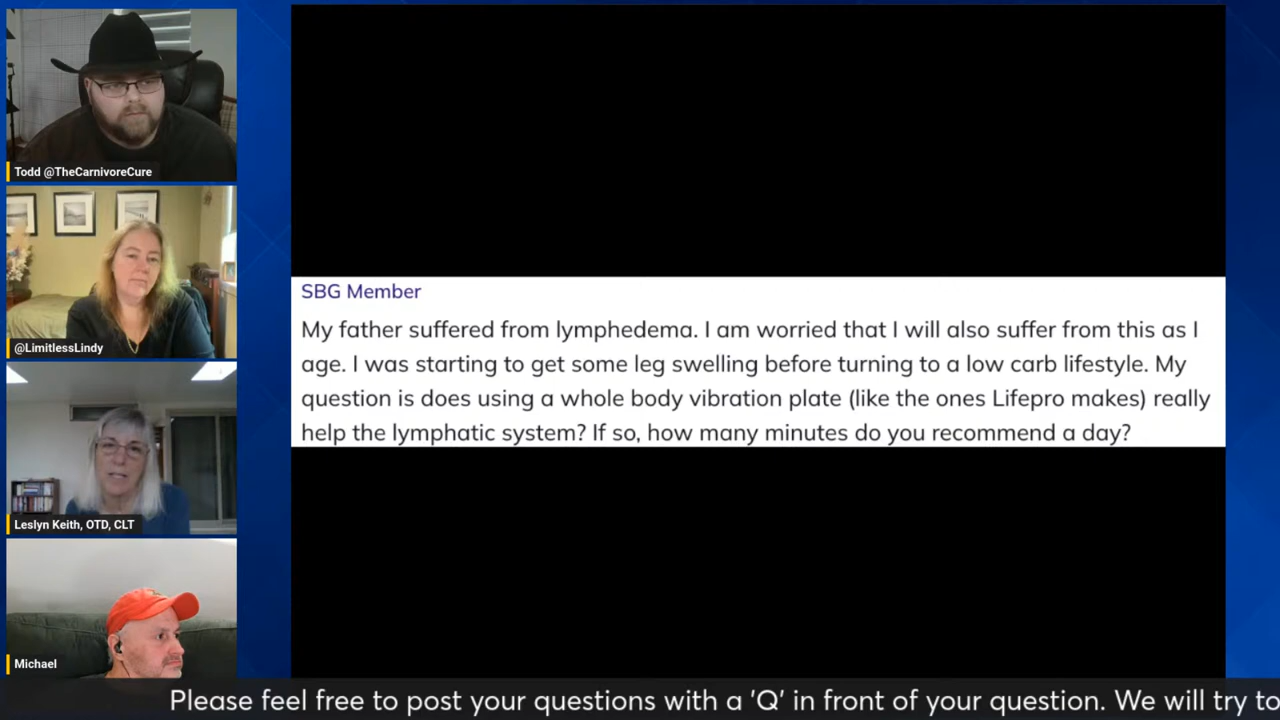 Todd @TheCarnivoreCure
@LimitlessLindy
Leslyn Keith, OTD, CLT
Michael
SBG Member
My father suffered from lymphedema. I am worried that I will also suffer from this as I
age. I was starting to get some leg swelling before turning to a low carb lifestyle. My
question is does using a whole body vibration plate (like the ones Lifepro makes) really
help the lymphatic system? If so, how many minutes do you recommend a day?
Please feel free to post your questions with a 'Q' in front of your question. We will try to